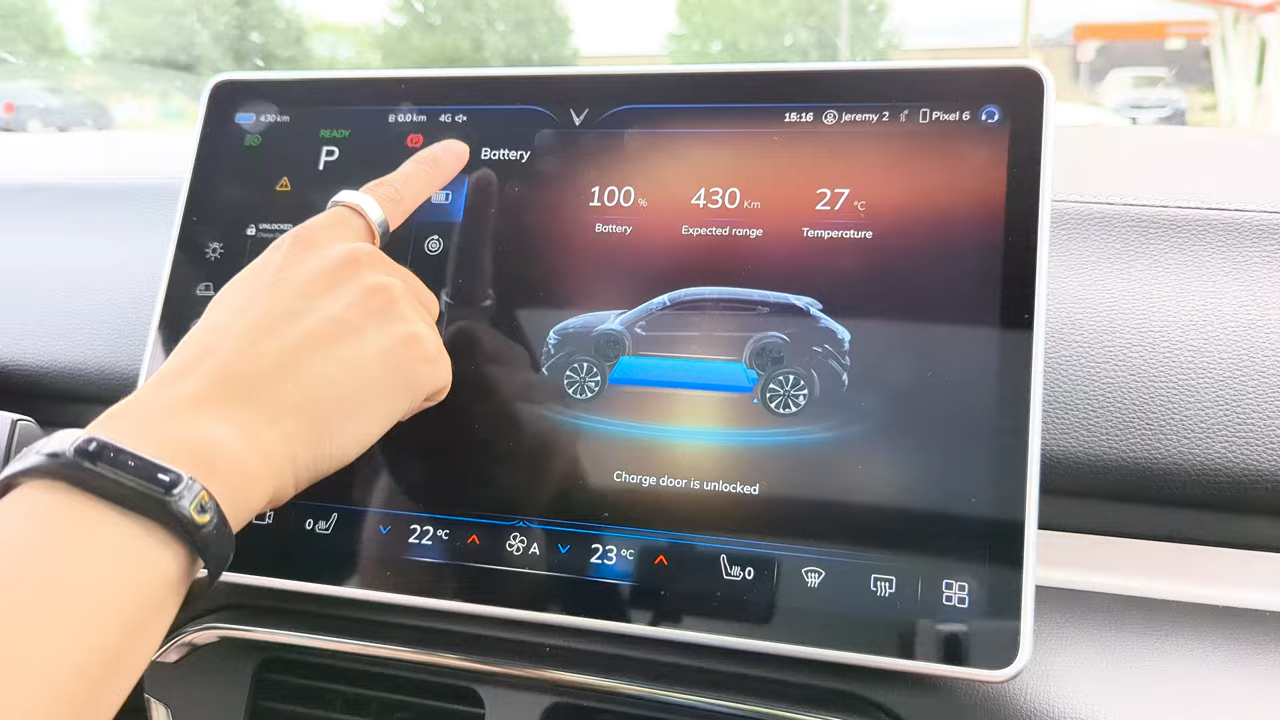 430 km
B 0.0 km 4G
15:16 Jeremy 2 Pixel 6
READY
P
Battery
100 % 430 Km 27 °C
Battery Expected range Temperature
UNLOCKED
Charge door is unlocked
0 22 °C A 23 °C 0